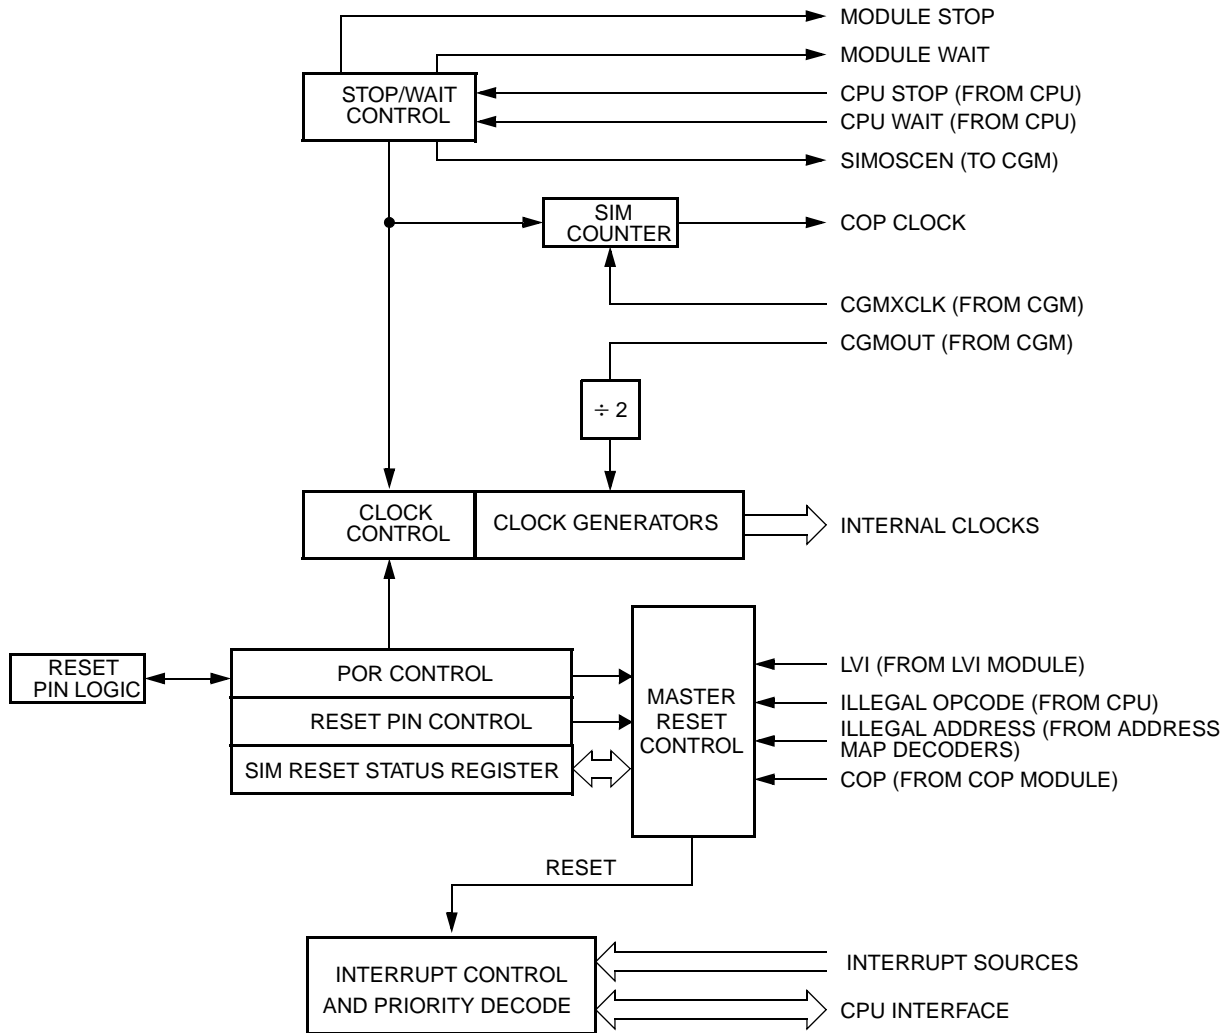 MODULE STOP
MODULE WAIT
STOP/WAIT
CONTROL
CPU STOP (FROM CPU)
CPU WAIT (FROM CPU)
SIMOSCEN (TO CGM)
SIM
COUNTER
COP CLOCK
CGMXCLK (FROM CGM)
CGMOUT (FROM CGM)
÷ 2
CLOCK
CONTROL
CLOCK GENERATORS
INTERNAL CLOCKS
RESET
PIN LOGIC
POR CONTROL
RESET PIN CONTROL
SIM RESET STATUS REGISTER
MASTER
RESET
CONTROL
LVI (FROM LVI MODULE)
ILLEGAL OPCODE (FROM CPU)
ILLEGAL ADDRESS (FROM ADDRESS
MAP DECODERS)
COP (FROM COP MODULE)
RESET
INTERRUPT CONTROL
AND PRIORITY DECODE
INTERRUPT SOURCES
CPU INTERFACE